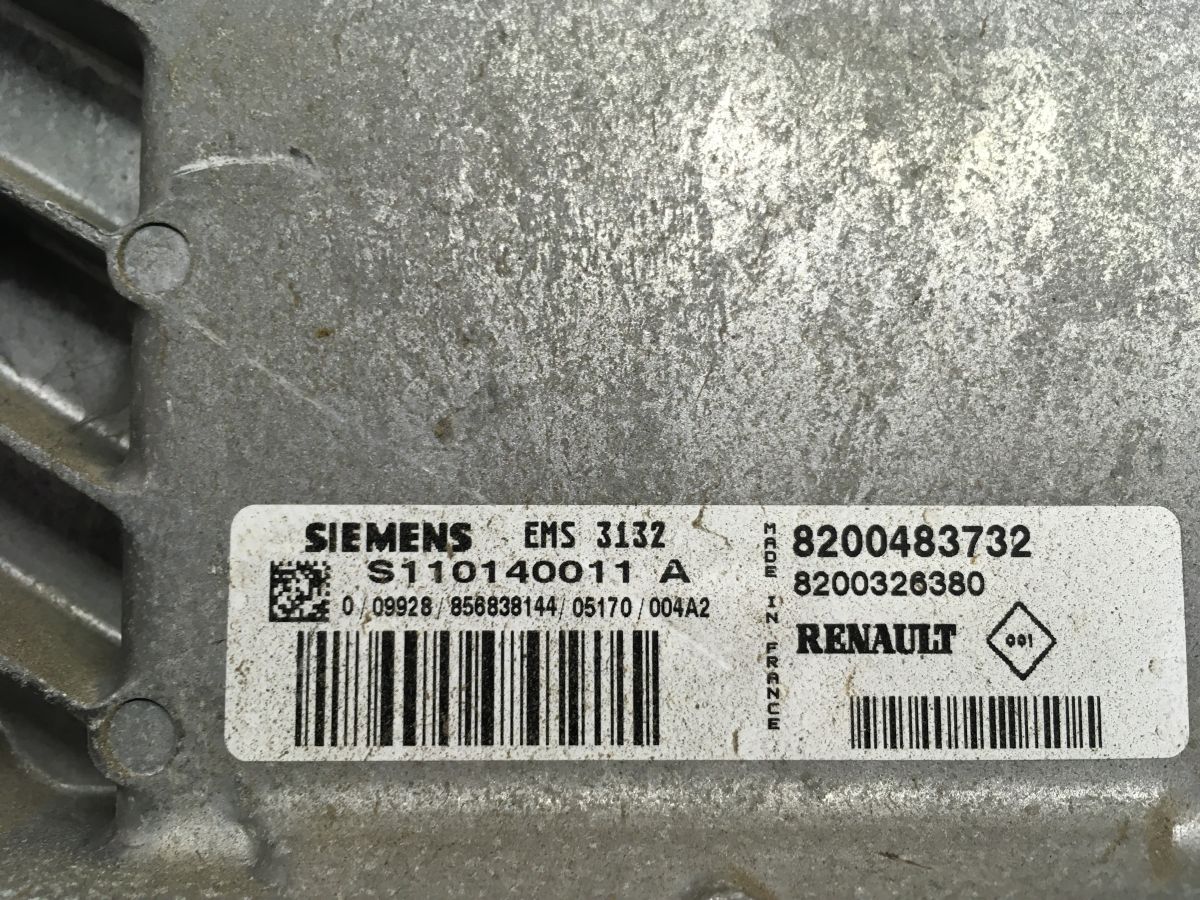 SIEMENS EMS 3132
S110140011 A
0/09928/856838144/05170/004A2
MADE IN FRANCE
8200483732
8200326380
RENAULT 001